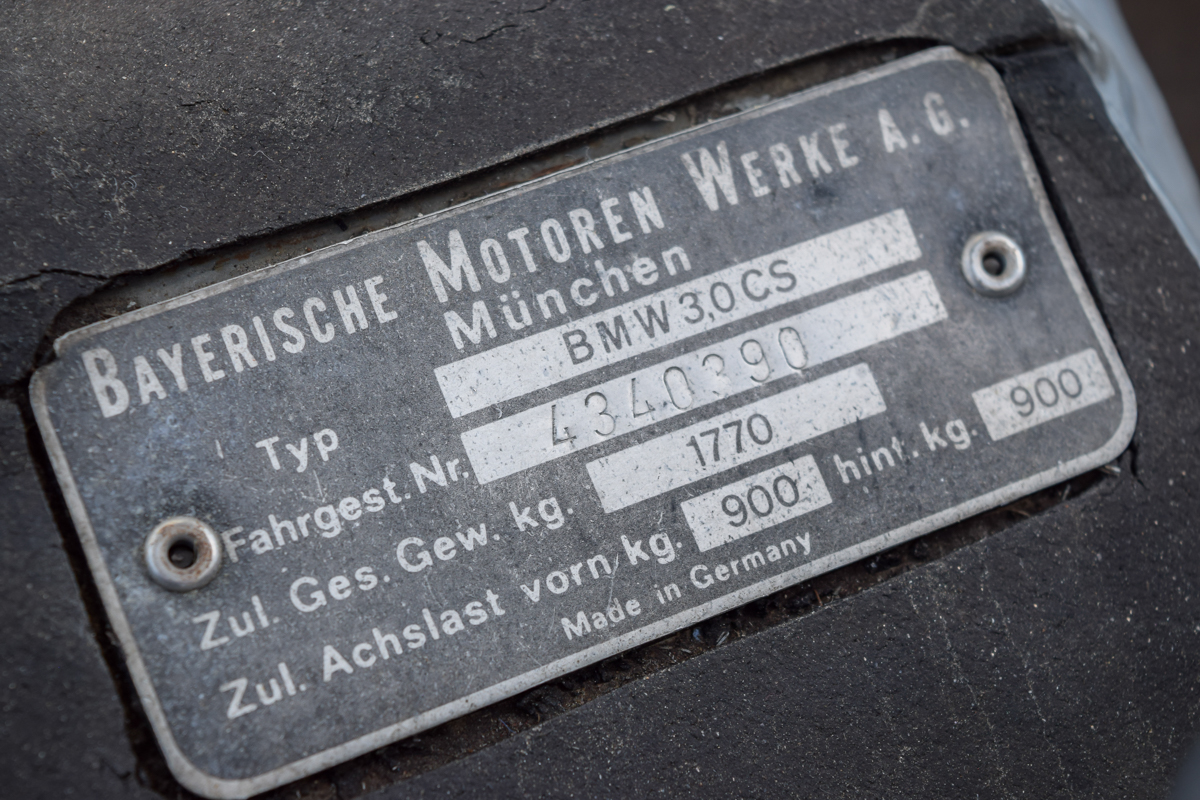 BAYERISCHE MOTOREN WERKE A. G.
München
Typ BMW 3,0 CS
Fahrgest. Nr. 4340390
Zul. Ges. Gew. kg. 1770
Zul. Achslast vorn kg. 900 hint. kg. 900
Made in Germany